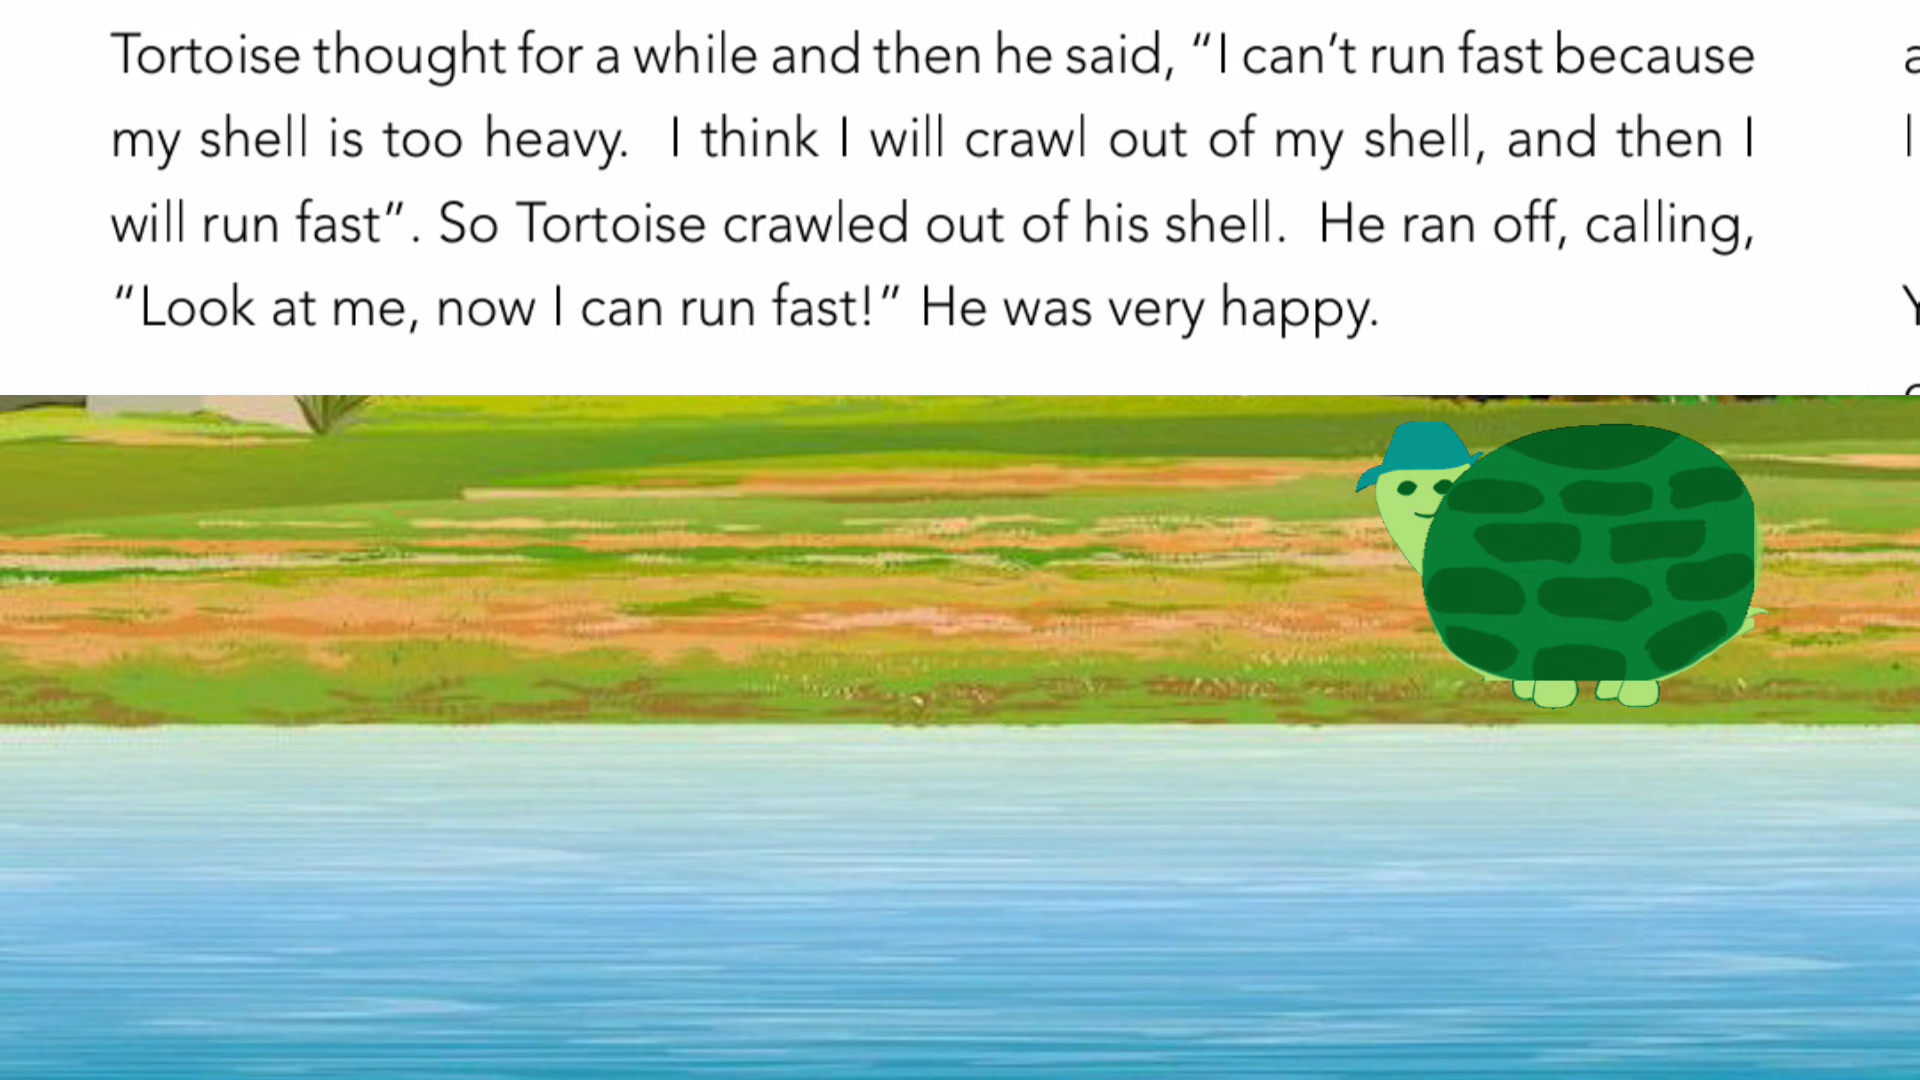 Tortoise thought for a while and then he said, “I can’t run fast because
my shell is too heavy.  I think I will crawl out of my shell, and then I
will run fast”. So Tortoise crawled out of his shell.  He ran off, calling,
“Look at me, now I can run fast!” He was very happy.